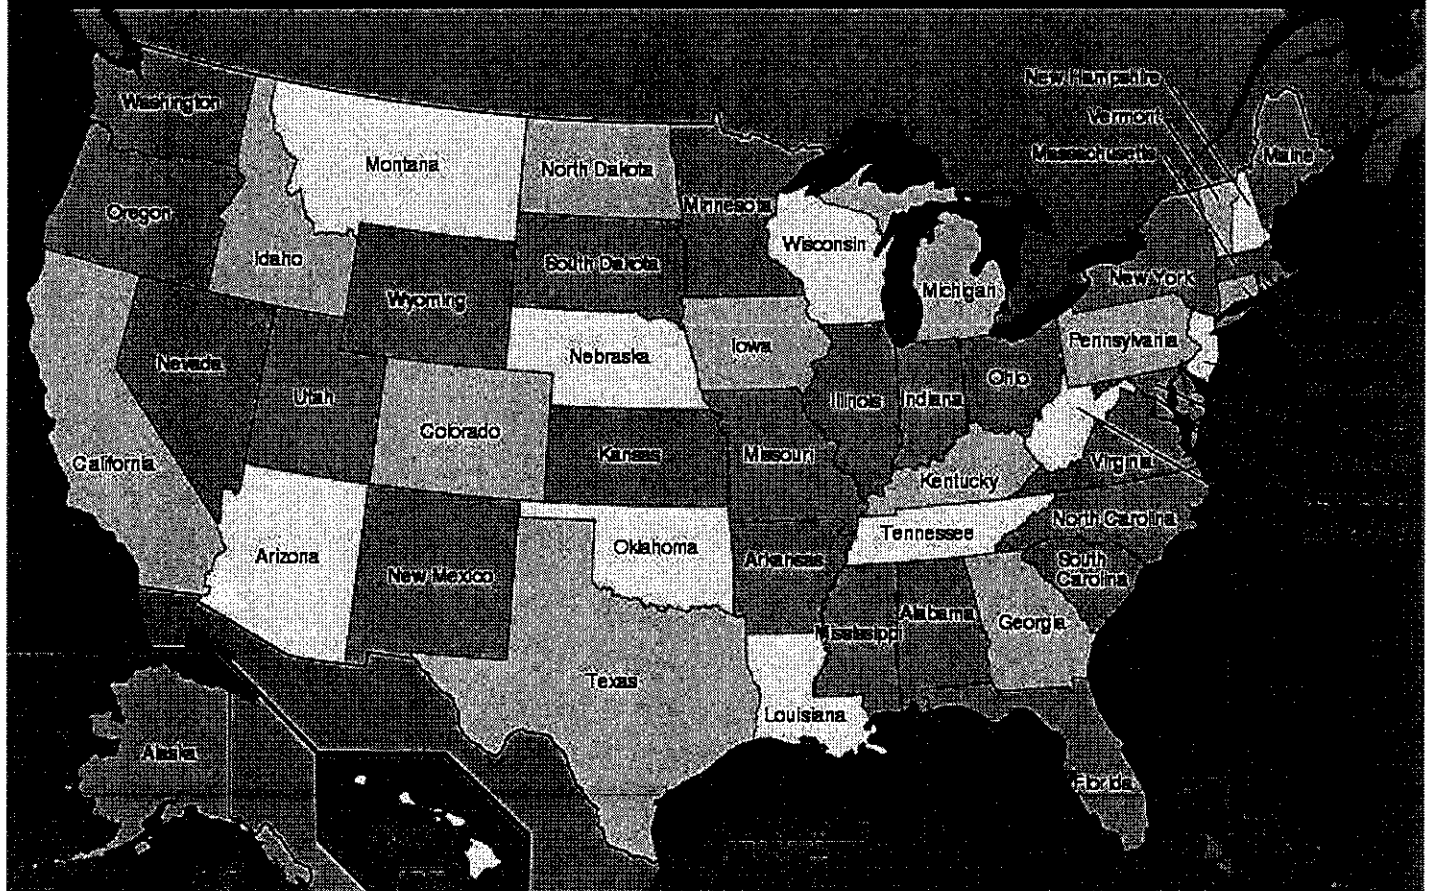 New Hampshire
Washington
Vermont
Massachusetts
Maine
Montana
North Dakota
Minnesota
Oregon
Wisconsin
Idaho
South Dakota
New York
Michigan
Wyoming
Pennsylvania
Iowa
Nebraska
Nevada
Ohio
Utah
Illinois
Indiana
Colorado
Kansas
Missouri
California
Virginia
Kentucky
North Carolina
Tennessee
Oklahoma
Arizona
Arkansas
South
Carolina
New Mexico
Alabama
Georgia
Mississippi
Texas
Louisiana
Alaska
Florida